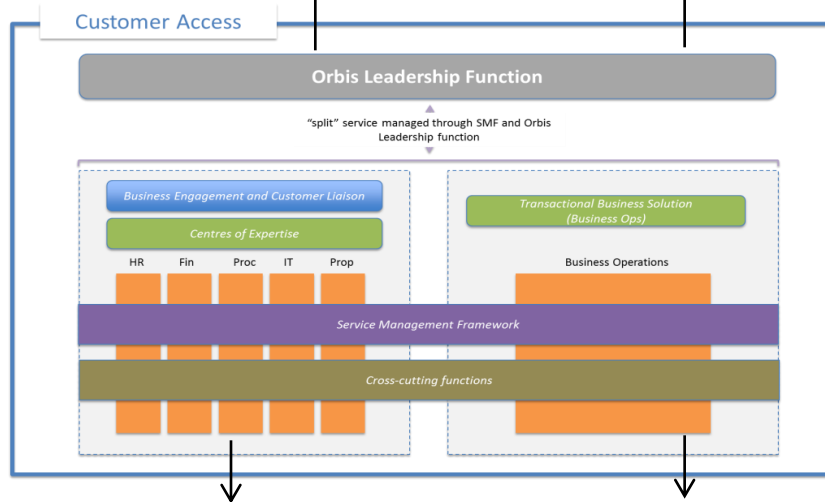 Customer Access
Orbis Leadership Function
“split” service managed through SMF and Orbis
Leadership function
Business Engagement and Customer Liaison
Centres of Expertise
HR Fin Proc IT Prop
Transactional Business Solution
(Business Ops)
Business Operations
Service Management Framework
Cross-cutting functions